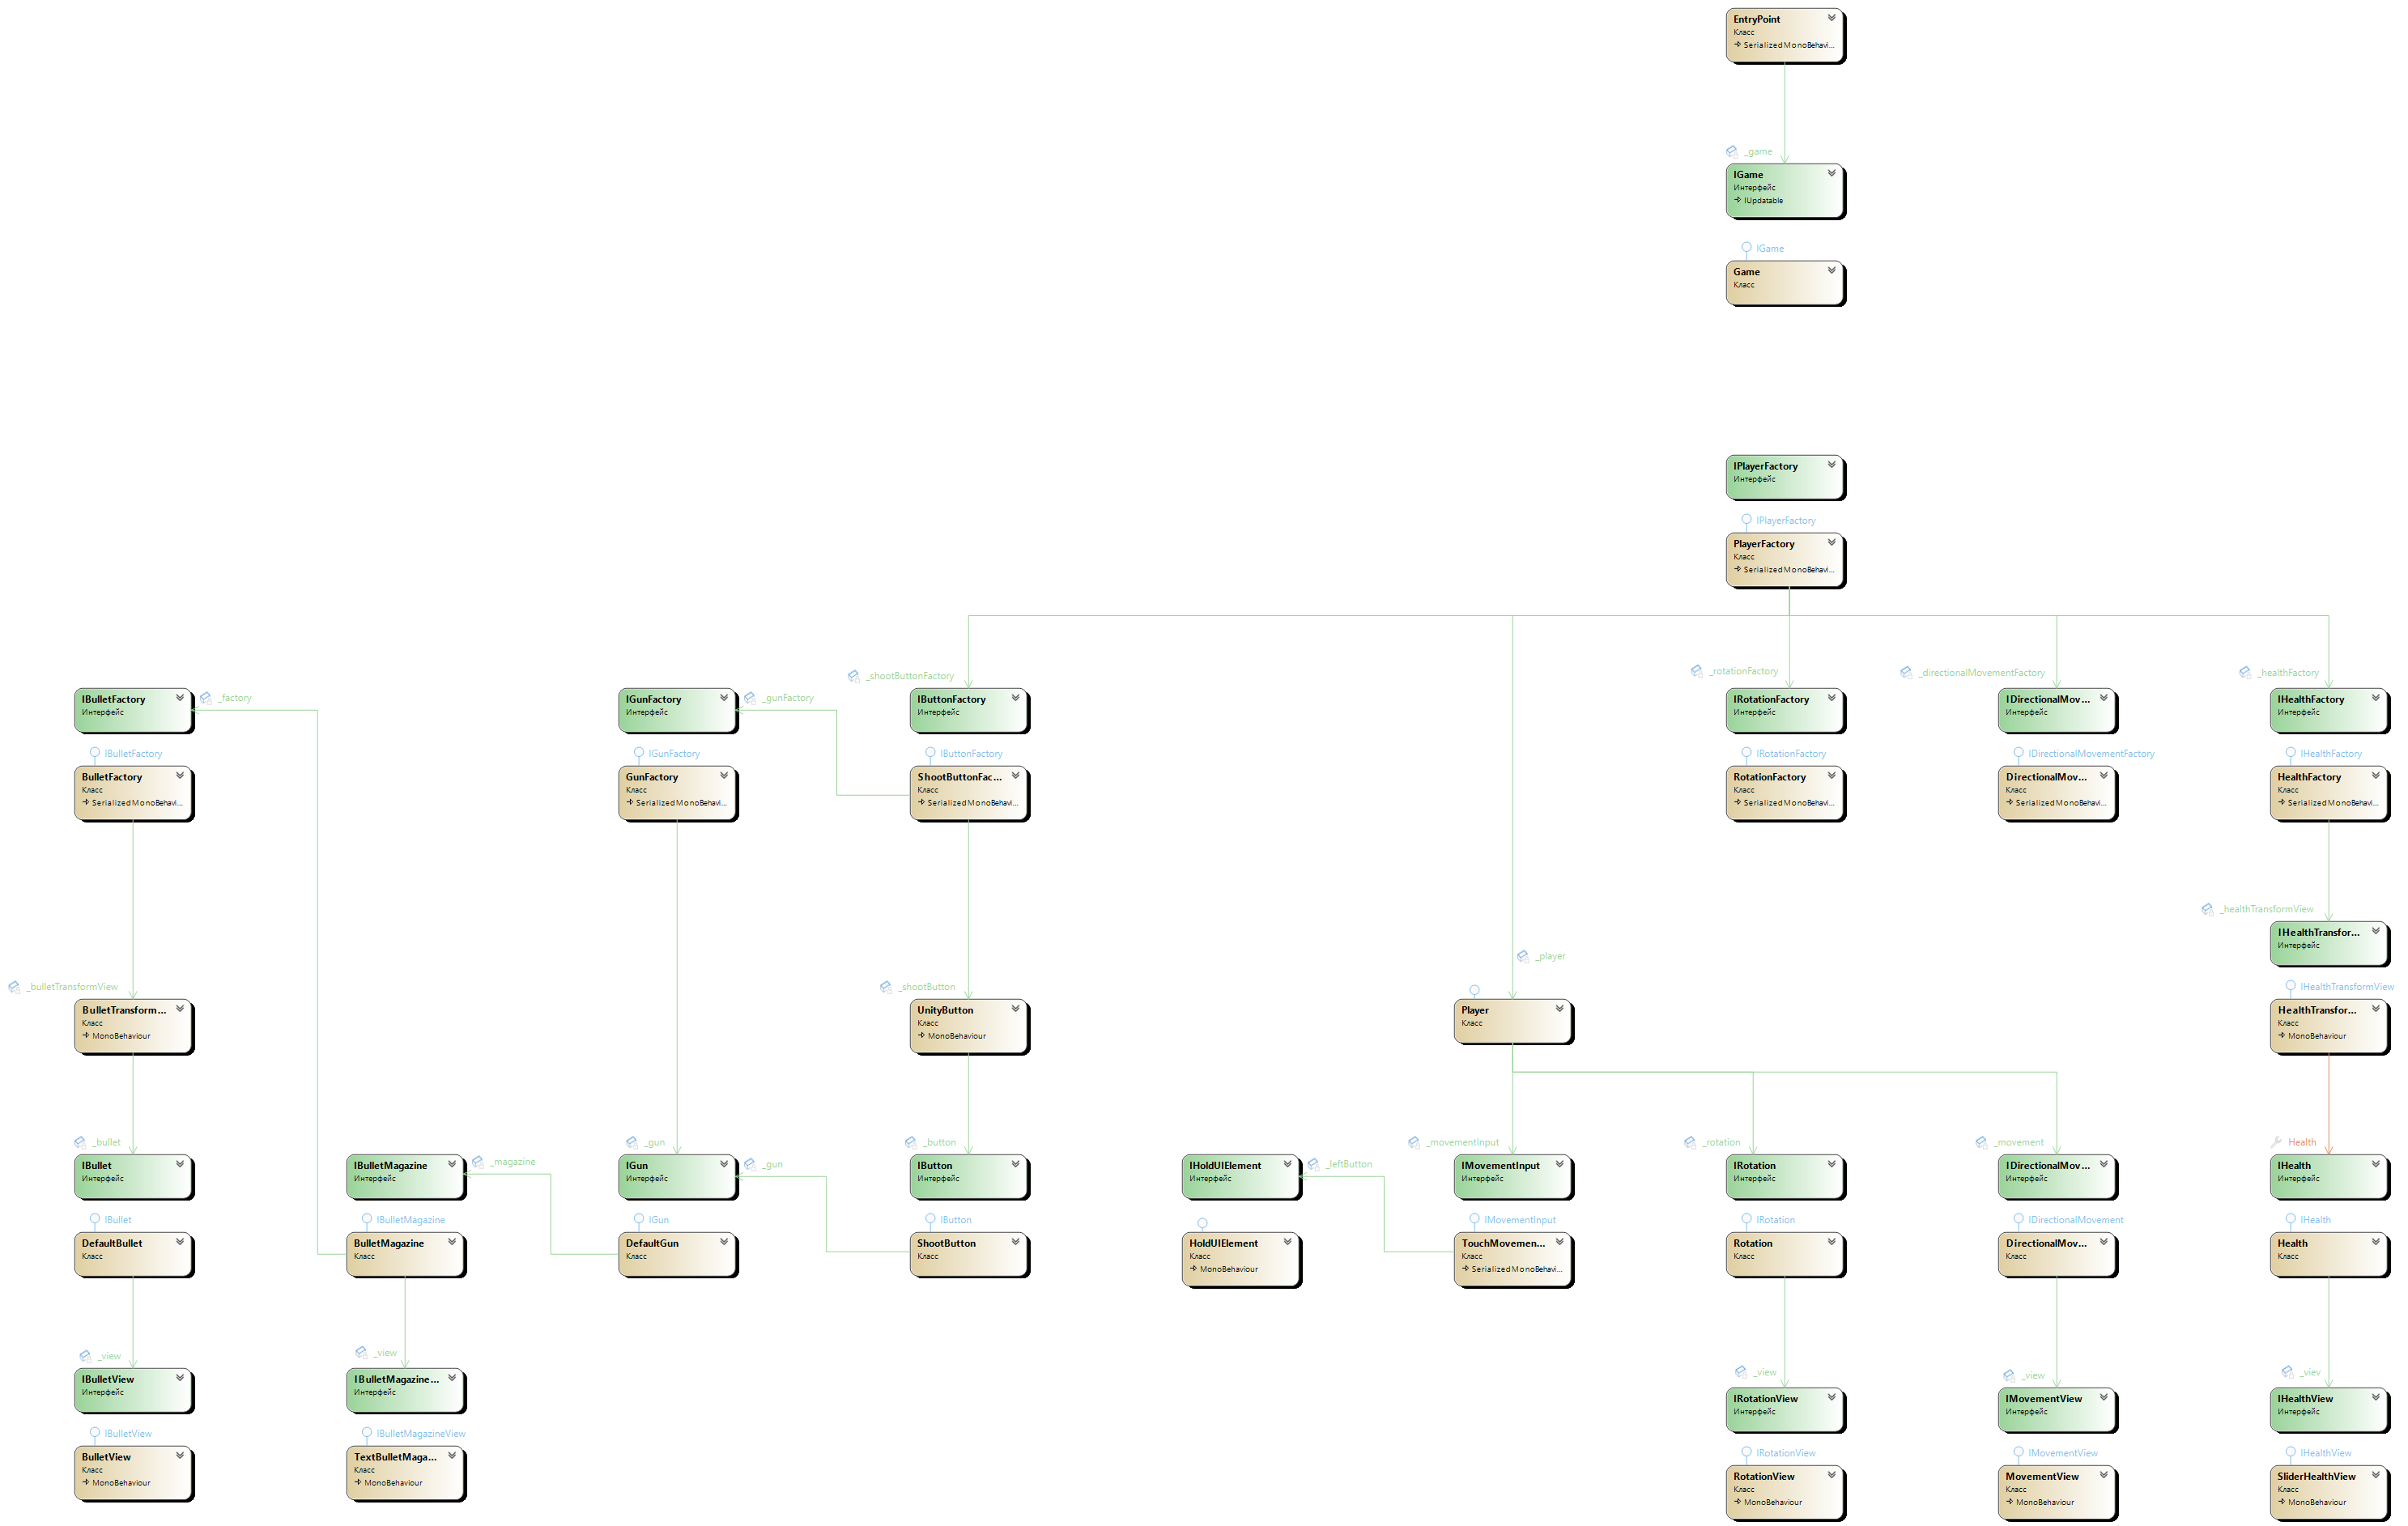 EntryPoint
Класс
SerializedMonoBehavi...
_game
IGame
Интерфейс
IUpdatable
IGame
Game
Класс
IPlayerFactory
Интерфейс
IPlayerFactory
PlayerFactory
Класс
SerializedMonoBehavi...
_shootButtonFactory
_rotationFactory
_directionalMovementFactory
_healthFactory
IBulletFactory
Интерфейс
_factory
IGunFactory
Интерфейс
_gunFactory
IButtonFactory
Интерфейс
IRotationFactory
Интерфейс
IDirectionalMov...
Интерфейс
IHealthFactory
Интерфейс
IBulletFactory
BulletFactory
Класс
SerializedMonoBehavi...
IGunFactory
GunFactory
Класс
SerializedMonoBehavi...
IButtonFactory
ShootButtonFac...
Класс
SerializedMonoBehavi...
IRotationFactory
RotationFactory
Класс
SerializedMonoBehavi...
IDirectionalMovementFactory
DirectionalMov...
Класс
SerializedMonoBehavi...
IHealthFactory
HealthFactory
Класс
SerializedMonoBehavi...
_healthTransformView
IHealthTransfor...
Интерфейс
_bulletTransformView
BulletTransform...
Класс
MonoBehaviour
_shootButton
UnityButton
Класс
MonoBehaviour
_player
Player
Класс
IHealthTransformView
HealthTransfor...
Класс
MonoBehaviour
_bullet
IBullet
Интерфейс
IBulletMagazine
Интерфейс
_magazine
_gun
IGun
Интерфейс
_gun
_button
IButton
Интерфейс
IHoldUIElement
Интерфейс
_leftButton
_movementInput
IMovementInput
Интерфейс
_rotation
IRotation
Интерфейс
_movement
IDirectionalMov...
Интерфейс
Health
IHealth
Интерфейс
IBullet
DefaultBullet
Класс
IBulletMagazine
BulletMagazine
Класс
IGun
DefaultGun
Класс
IButton
ShootButton
Класс
HoldUIElement
Класс
MonoBehaviour
IMovementInput
TouchMovemen...
Класс
SerializedMonoBehavi...
IRotation
Rotation
Класс
IDirectionalMovement
DirectionalMov...
Класс
IHealth
Health
Класс
_view
IBulletView
Интерфейс
_view
IBulletMagazine...
Интерфейс
_view
IRotationView
Интерфейс
_view
IMovementView
Интерфейс
_viev
IHealthView
Интерфейс
IBulletView
BulletView
Класс
MonoBehaviour
IBulletMagazineView
TextBulletMaga...
Класс
MonoBehaviour
IRotationView
RotationView
Класс
MonoBehaviour
IMovementView
MovementView
Класс
MonoBehaviour
IHealthView
SliderHealthView
Класс
MonoBehaviour